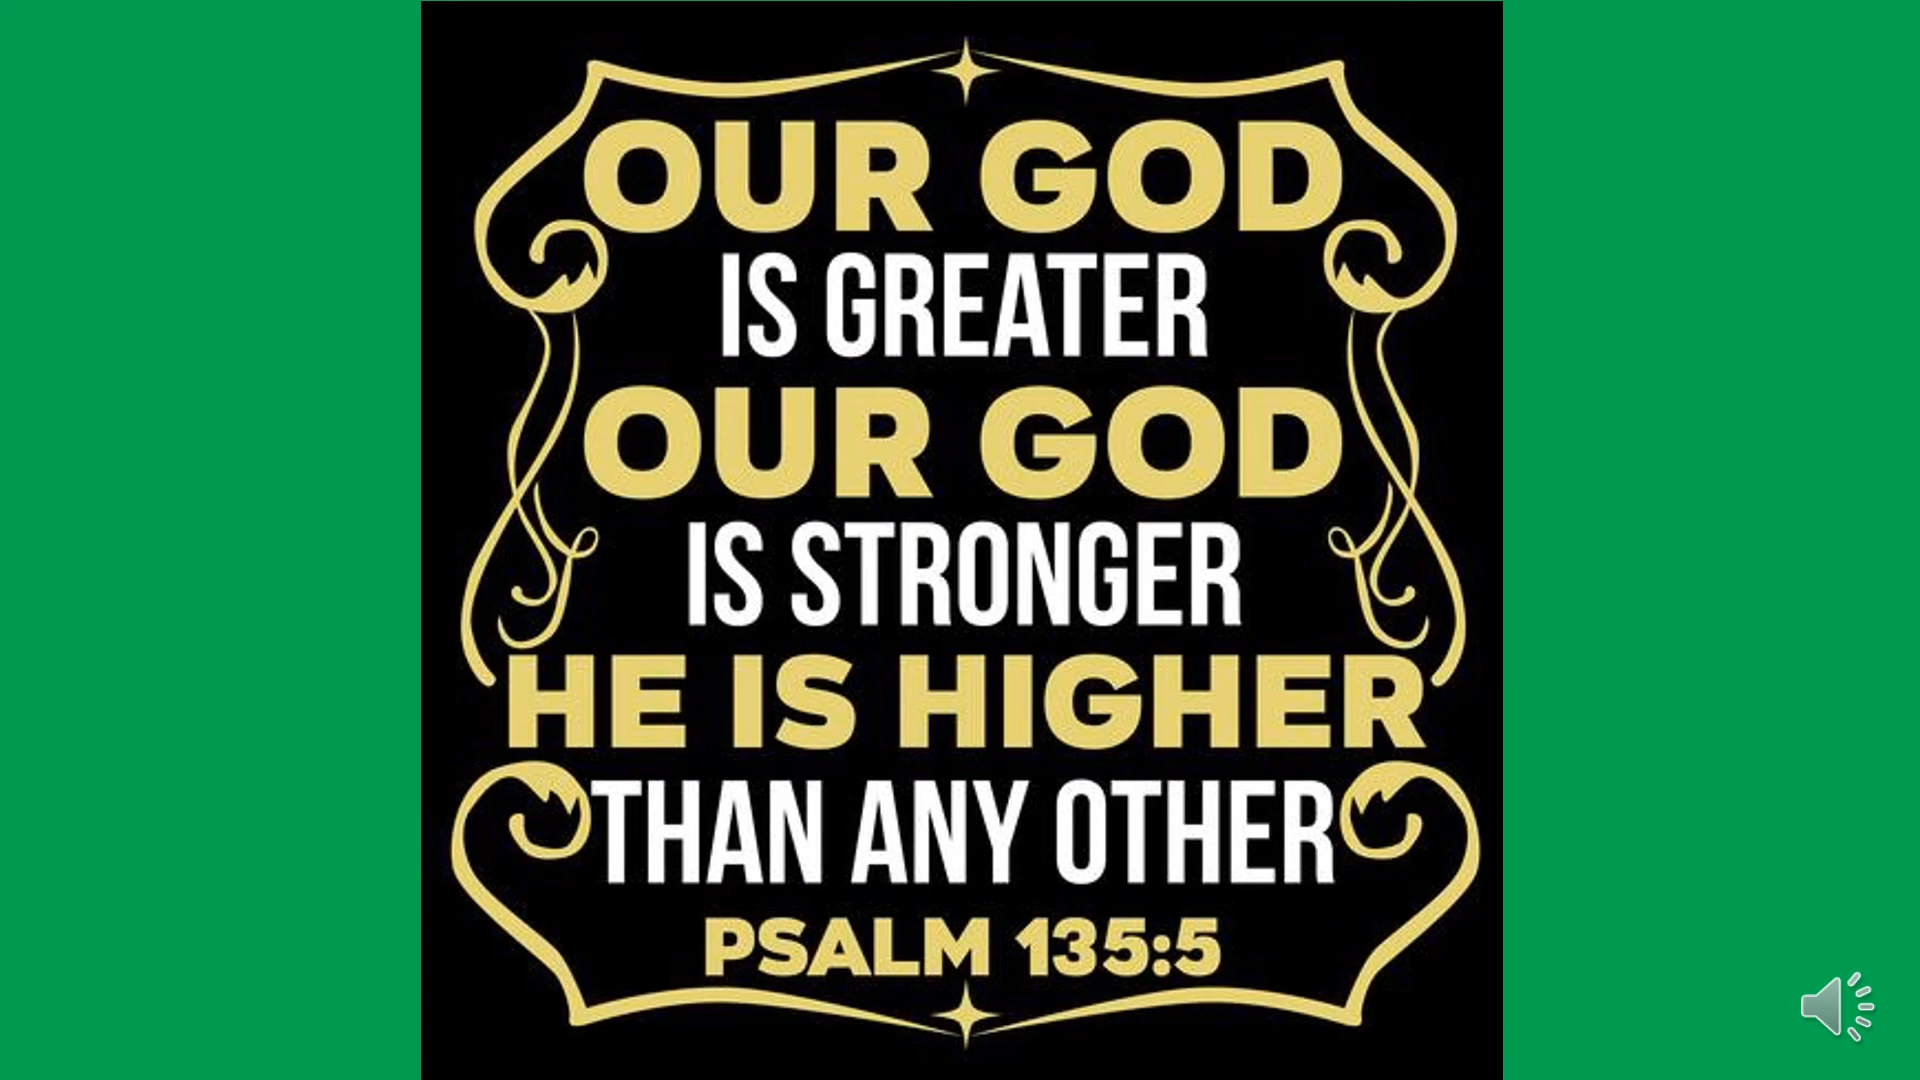 OUR GOD
IS GREATER
OUR GOD
IS STRONGER
HE IS HIGHER
THAN ANY OTHER
PSALM 135:5